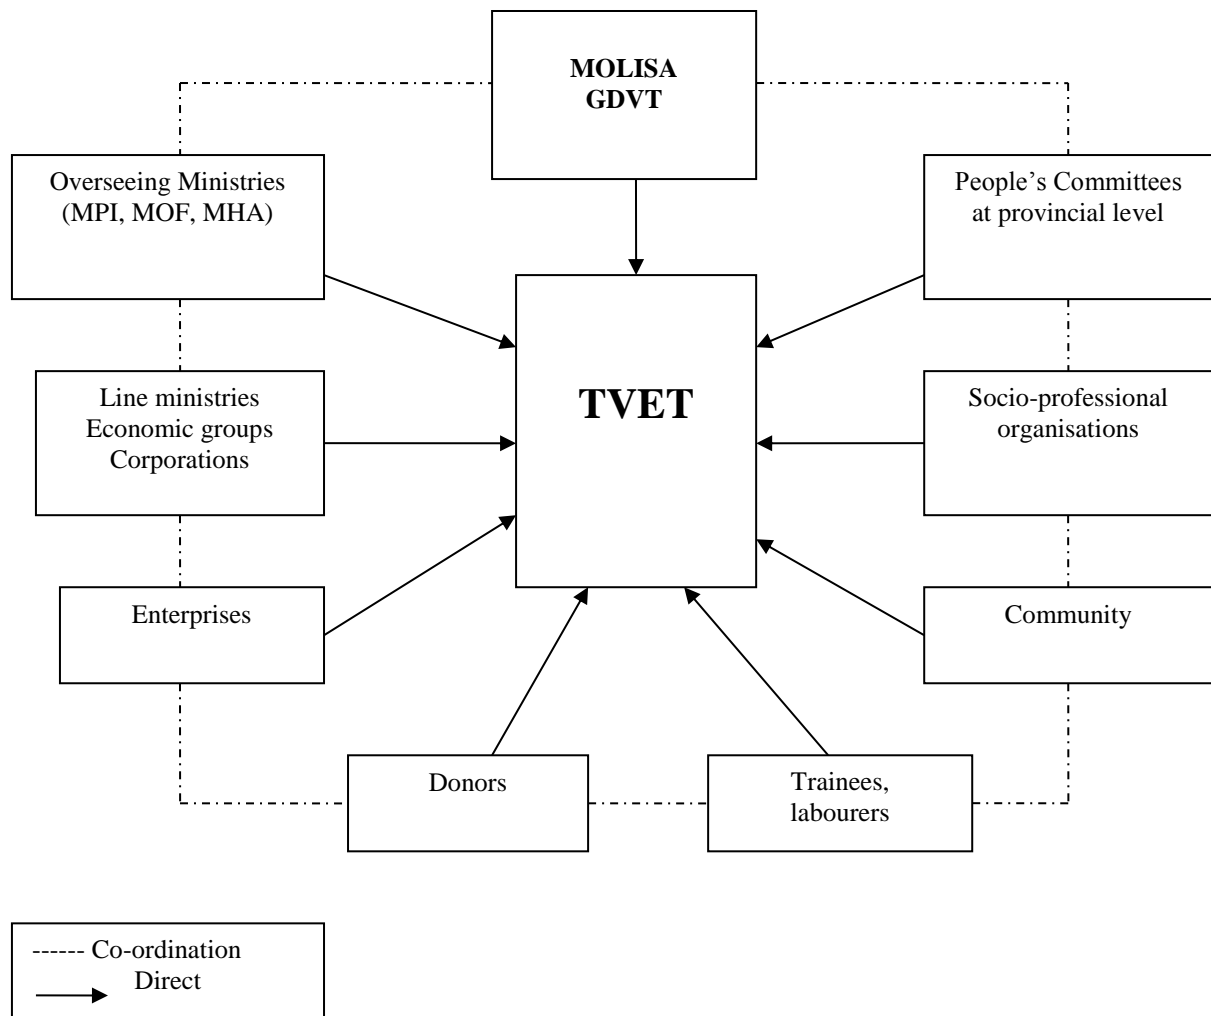 MOLISA
GDVT
Overseeing Ministries
(MPI, MOF, MHA)
People’s Committees
at provincial level
TVET
Line ministries
Economic groups
Corporations
Socio-professional
organisations
Enterprises
Community
Donors
Trainees,
labourers
------ Co-ordination
Direct